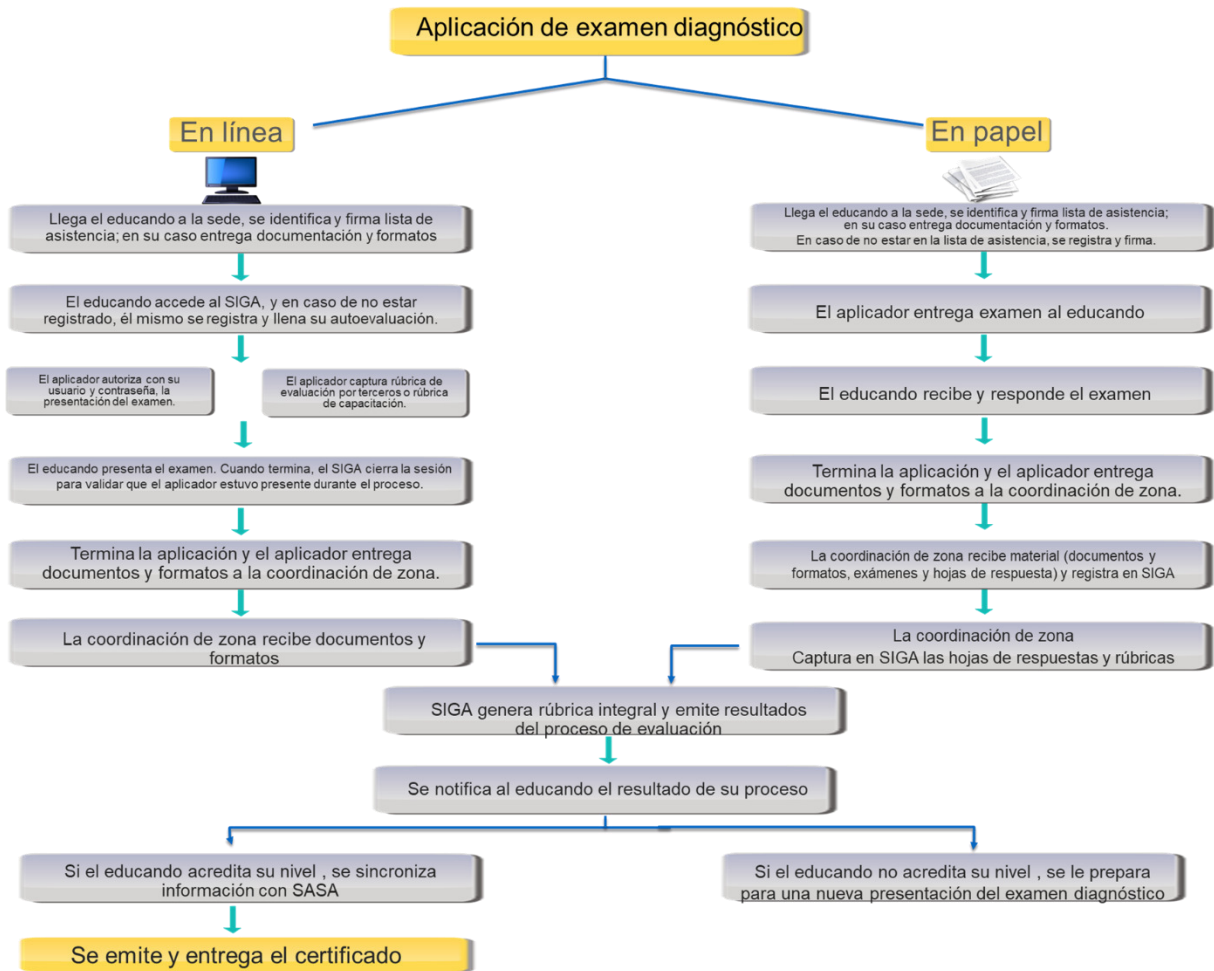 Aplicación de examen diagnóstico
En línea
Llega el educando a la sede, se identifica y firma lista de
asistencia; en su caso entrega documentación y formatos
El educando accede al SIGA, y en caso de no estar
registrado, él mismo se registra y llena su autoevaluación.
El aplicador autoriza con su
usuario y contraseña, la
presentación del examen.
El aplicador captura rúbrica de
evaluación por terceros o rúbrica
de capacitación.
El educando presenta el examen. Cuando termina, el SIGA cierra la sesión
para validar que el aplicador estuvo presente durante el proceso.
Termina la aplicación y el aplicador entrega
documentos y formatos a la coordinación de zona.
La coordinación de zona recibe documentos y
formatos
En papel
Llega el educando a la sede, se identifica y firma lista de asistencia;
en su caso entrega documentación y formatos.
En caso de no estar en la lista de asistencia, se registra y firma.
El aplicador entrega examen al educando
El educando recibe y responde el examen
Termina la aplicación y el aplicador entrega
documentos y formatos a la coordinación de zona.
La coordinación de zona recibe material (documentos y
formatos, exámenes y hojas de respuesta) y registra en SIGA
La coordinación de zona
Captura en SIGA las hojas de respuestas y rúbricas
SIGA genera rúbrica integral y emite resultados
del proceso de evaluación
Se notifica al educando el resultado de su proceso
Si el educando acredita su nivel , se sincroniza
información con SASA
Se emite y entrega el certificado
Si el educando no acredita su nivel , se le prepara
para una nueva presentación del examen diagnóstico